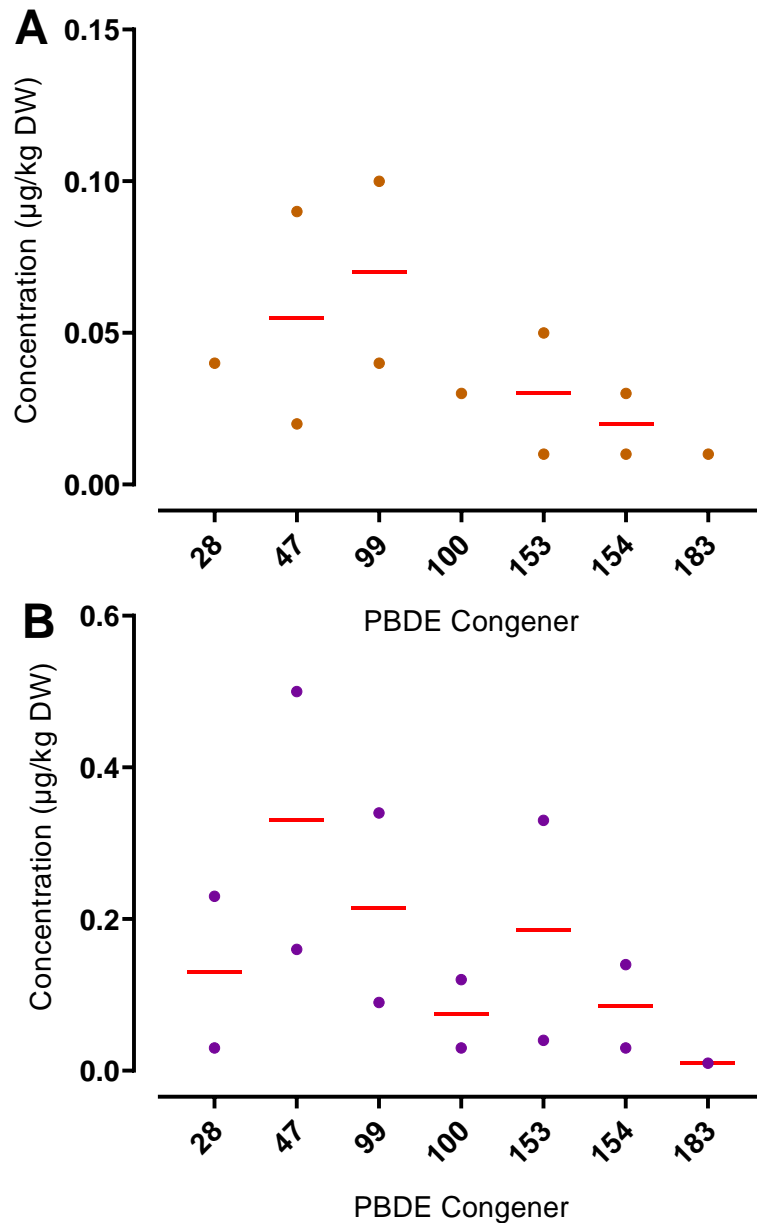 A
Concentration (µg/kg DW)
0.15
0.10
0.05
0.00
28 47 99 100 153 154 183
PBDE Congener
B
Concentration (µg/kg DW)
0.6
0.4
0.2
0.0
28 47 99 100 153 154 183
PBDE Congener